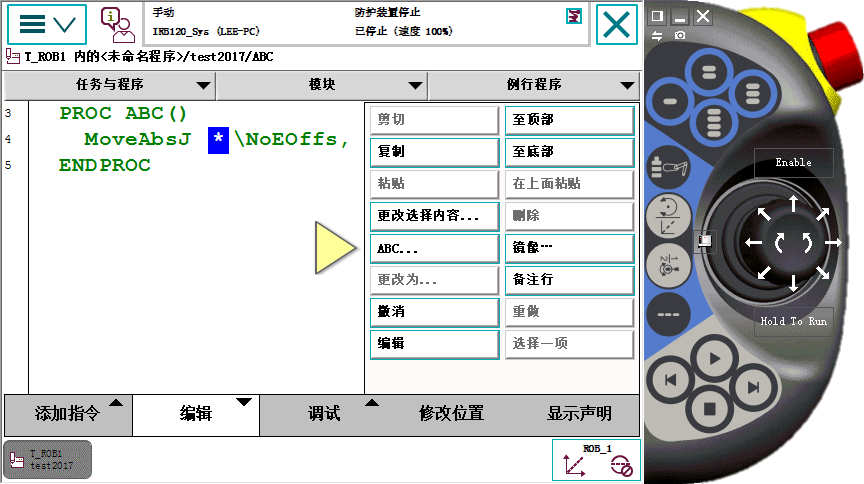 手动
防护装置停止
IRB120_Sys (LEE-PC)
已停止 (速度 100%)
T_ROB1 内的<未命名程序>/test2017/ABC
任务与程序
模块
例行程序
3 PROC ABC()
4 MoveAbsJ * \NoEOffs,
5 ENDPROC
剪切
至顶部
复制
至底部
粘贴
在上面粘贴
更改选择内容...
删除
ABC...
镜像…
更改为...
备注行
撤消
重做
编辑
选择一项
添加指令
编辑
调试
修改位置
显示声明
T_ROB1
test2017
ROB_1
Enable
Hold To Run